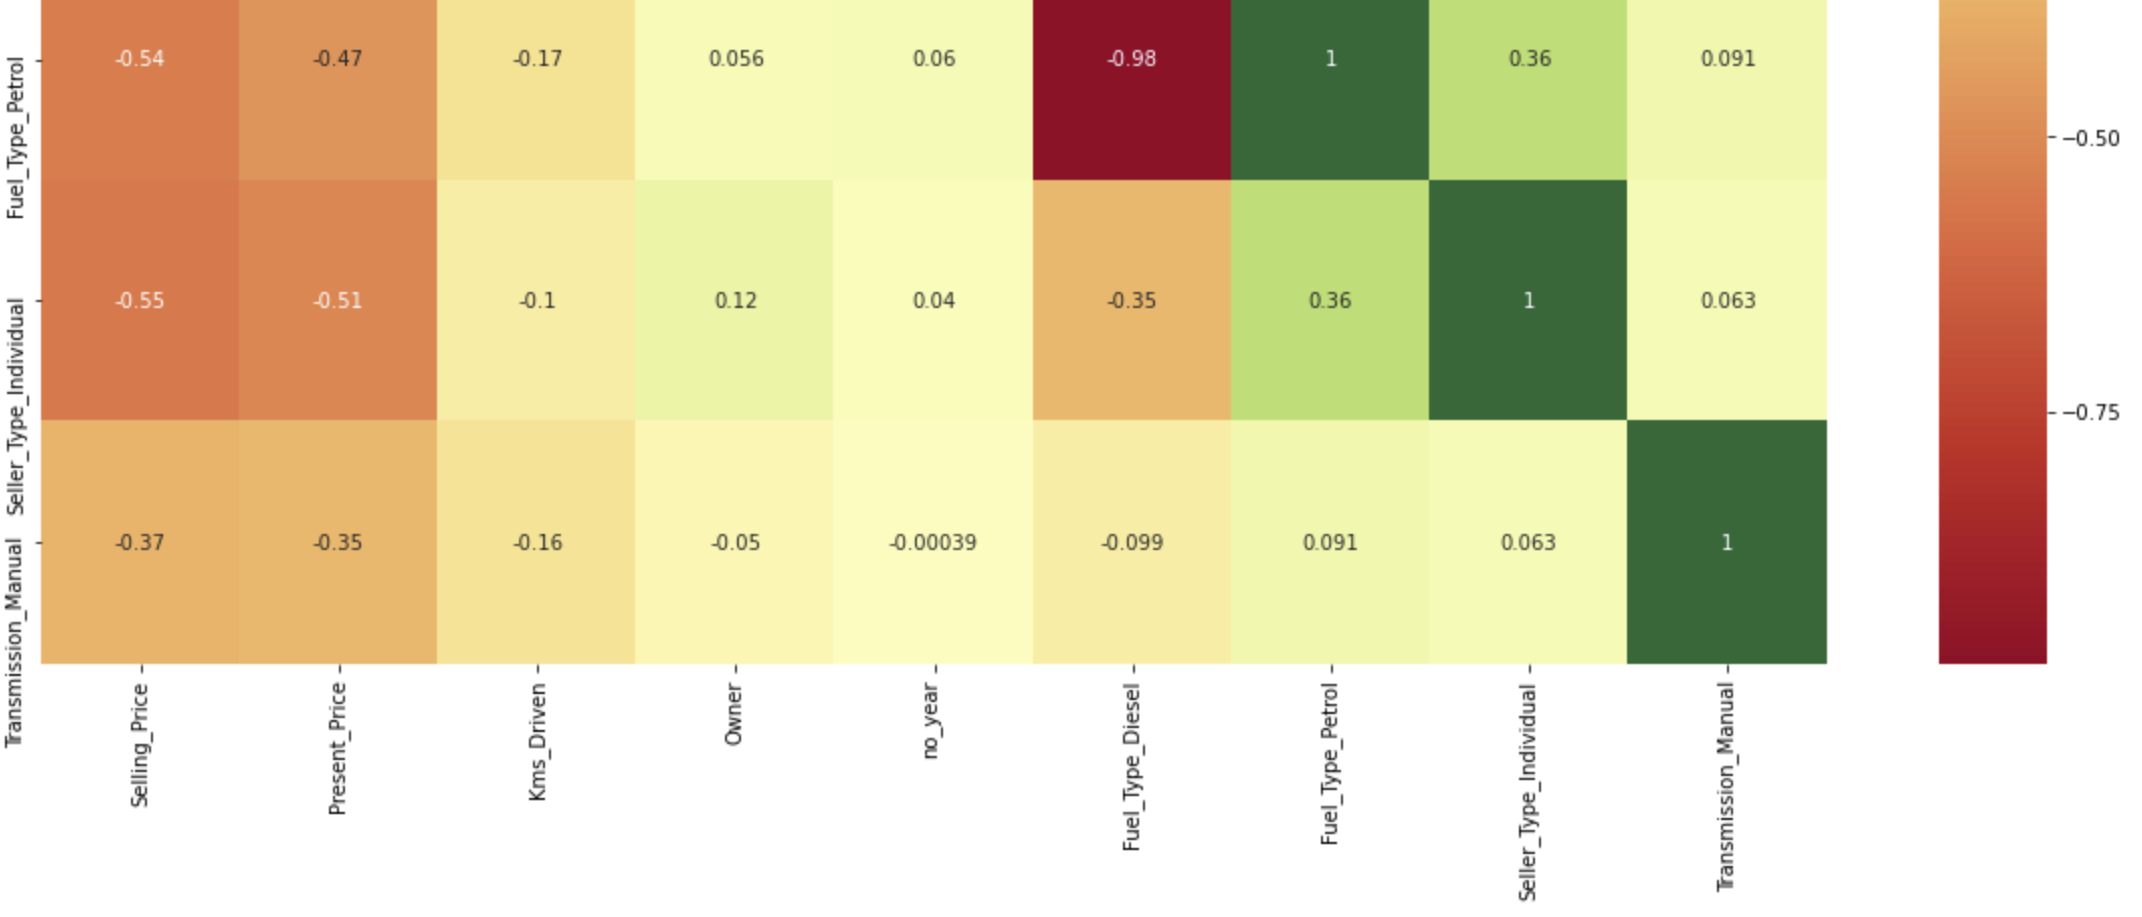 Fuel_Type_Petrol
-0.54 -0.47 -0.17 0.056 0.06 -0.98 1 0.36 0.091
Seller_Type_Individual
-0.55 -0.51 -0.1 0.12 0.04 -0.35 0.36 1 0.063
Transmission_Manual
-0.37 -0.35 -0.16 -0.05 -0.00039 -0.099 0.091 0.063 1
Selling_Price
Present_Price
Kms_Driven
Owner
no_year
Fuel_Type_Diesel
Fuel_Type_Petrol
Seller_Type_Individual
Transmission_Manual
−0.50
−0.75